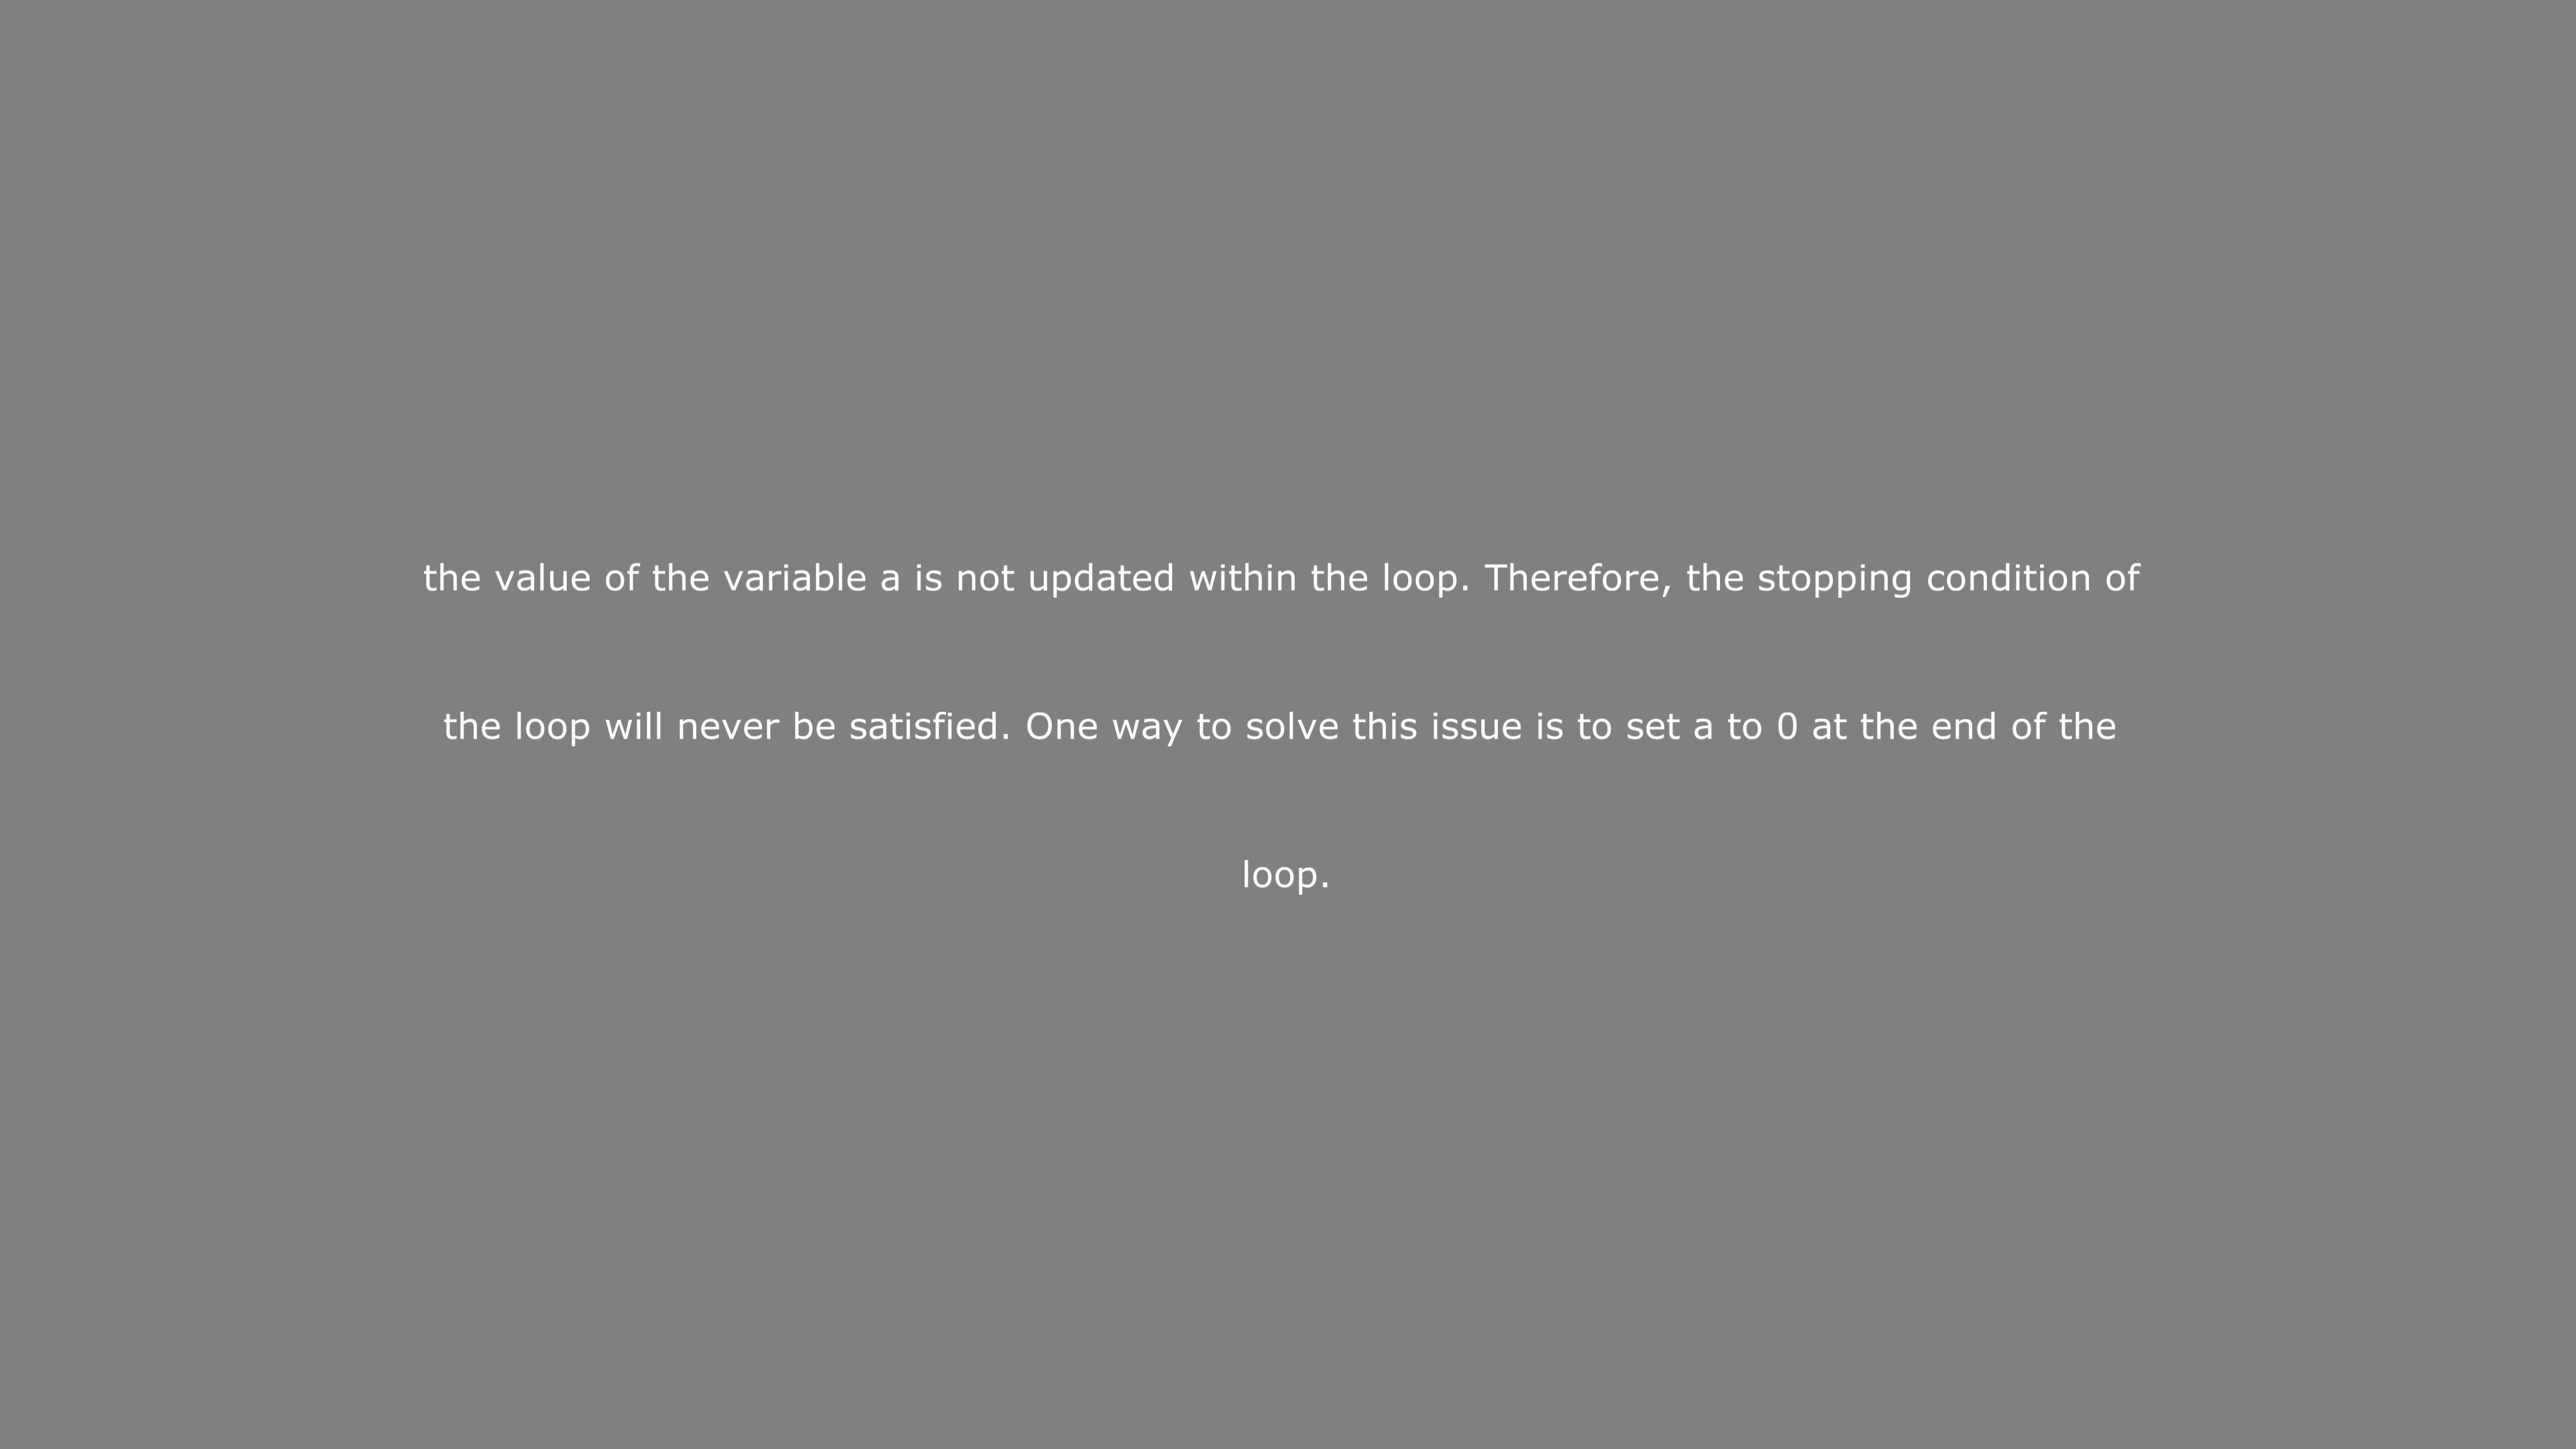 the value of the variable a is not updated within the loop. Therefore, the stopping condition of
the loop will never be satisfied. One way to solve this issue is to set a to 0 at the end of the
loop.